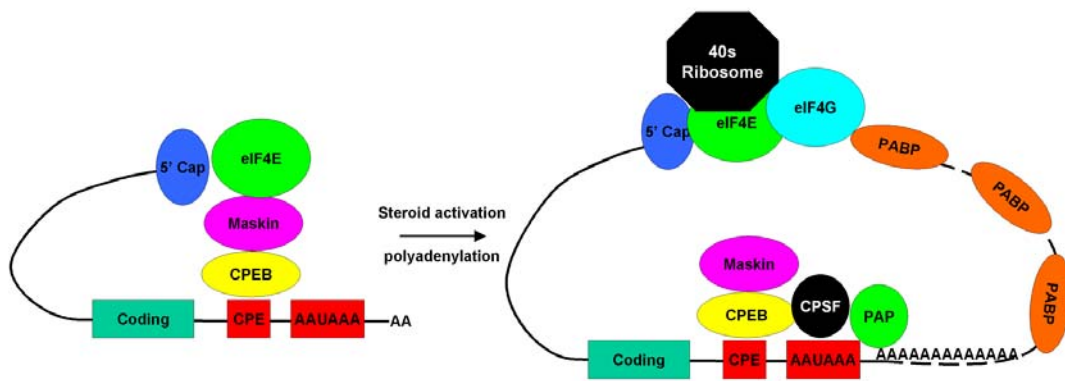 5' Cap
eIF4E
Maskin
CPEB
Coding
CPE
AAUAAA
AA
Steroid activation
polyadenylation
40s
Ribosome
5' Cap
eIF4E
eIF4G
PABP
PABP
PABP
Maskin
CPEB
CPSF
PAP
Coding
CPE
AAUAAA
AAAAAAAAAAAAA